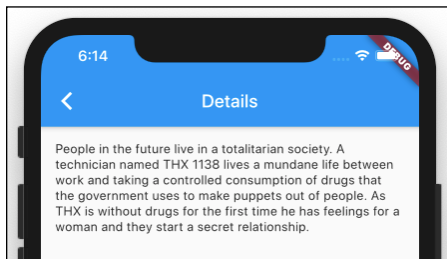 6:14
DEBUG
Details
People in the future live in a totalitarian society. A
technician named THX 1138 lives a mundane life between
work and taking a controlled consumption of drugs that
the government uses to make puppets out of people. As
THX is without drugs for the first time he has feelings for a
woman and they start a secret relationship.